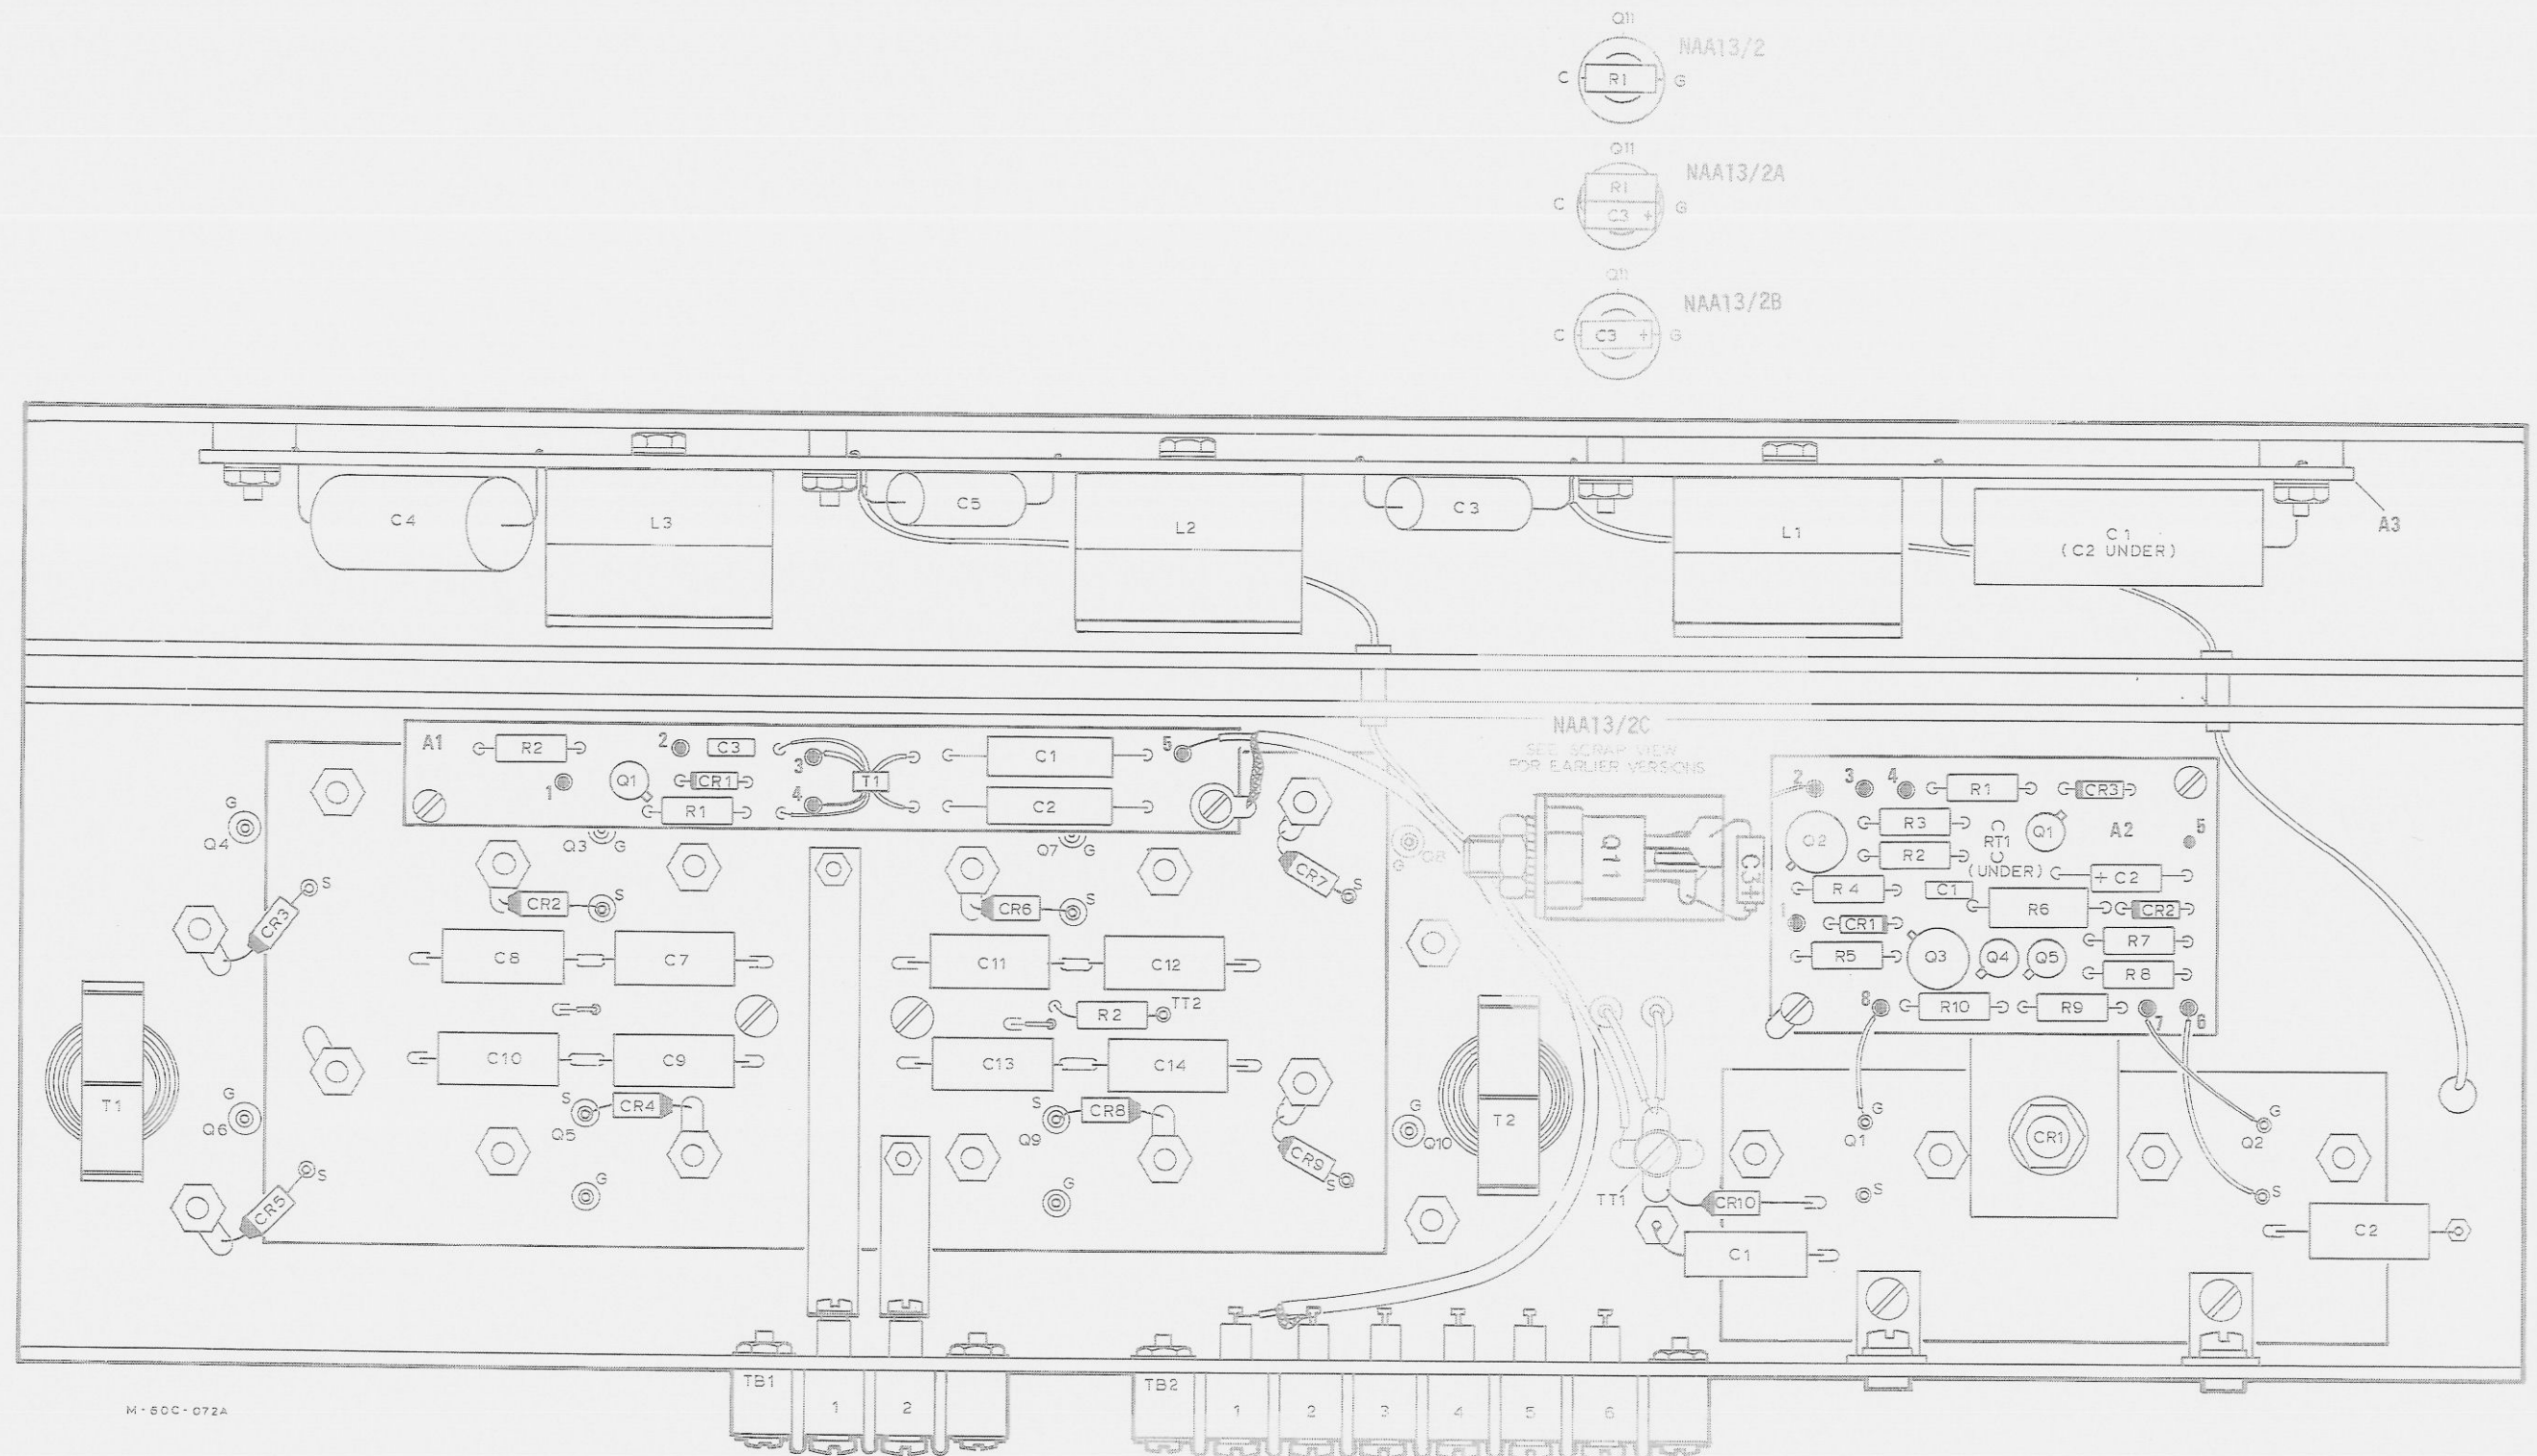 Q11
NAA13/2
C R1 G
Q11
NAA13/2A
R1
C G
C3 +
Q11
NAA13/2B
C C3 + G
C4
L3
C5
L2
C3
L1
C1
(C2 UNDER)
A3
NAA13/2C
SEE SCRAP VIEW
FOR EARLIER VERSIONS
A1
R2
1
2
C3
Q1
CR1
R1
3
4
T1
C1
C2
5
G
Q4
Q3 G
Q7 G
G Q8
CR3
S
CR2
S
CR6
S
CR7
S
Q11
C3+
C8
C7
C11
C12
R2
TT2
C10
C9
C13
C14
T1
G
Q6
S
Q5
CR4
S
Q9
CR8
G
Q10
T2
CR5
S
G
G
CR9
S
2
3
4
R1
CR3
Q2
R3
R2
RT1
(UNDER)
Q1
A2
5
R4
C1
+ C2
1
CR1
R6
CR2
R5
Q3
Q4
Q5
R7
R8
8
R10
R9
7
6
G
Q1
S
CR1
G
Q2
S
TT1
CR10
C1
C2
TB1
1
2
TB2
1
2
3
4
5
6
M-50C-072A